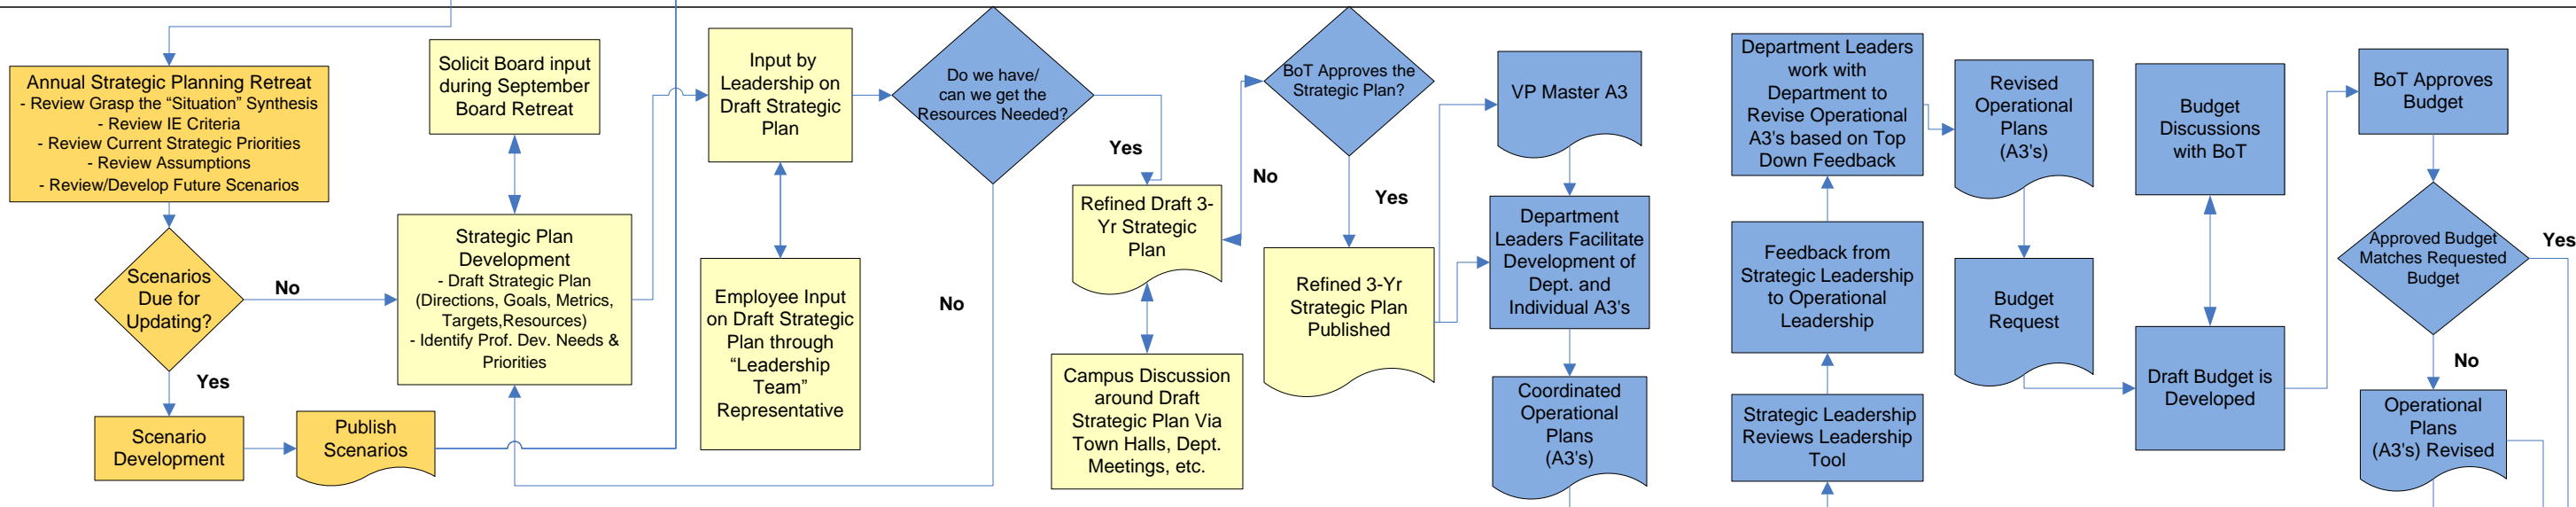 Annual Strategic Planning Retreat
- Review Grasp the “Situation” Synthesis
- Review IE Criteria
- Review Current Strategic Priorities
- Review Assumptions
- Review/Develop Future Scenarios
Scenarios
Due for
Updating?
No
Yes
Scenario
Development
Publish
Scenarios
Solicit Board input
during September
Board Retreat
Strategic Plan
Development
- Draft Strategic Plan
(Directions, Goals, Metrics,
Targets,Resources)
- Identify Prof. Dev. Needs &
Priorities
Input by
Leadership on
Draft Strategic
Plan
Employee Input
on Draft Strategic
Plan through
“Leadership
Team”
Representative
Do we have/
can we get the
Resources Needed?
No
Yes
Refined Draft 3-
Yr Strategic
Plan
Campus Discussion
around Draft
Strategic Plan Via
Town Halls, Dept.
Meetings, etc.
BoT Approves the
Strategic Plan?
No
Yes
Refined 3-Yr
Strategic Plan
Published
VP Master A3
Department
Leaders Facilitate
Development of
Dept. and
Individual A3's
Coordinated
Operational
Plans
(A3's)
Department Leaders
work with
Department to
Revise Operational
A3's based on Top
Down Feedback
Feedback from
Strategic Leadership
to Operational
Leadership
Strategic Leadership
Reviews Leadership
Tool
Revised
Operational
Plans
(A3's)
Budget
Request
Budget
Discussions
with BoT
Draft Budget is
Developed
BoT Approves
Budget
Approved Budget
Matches Requested
Budget
Yes
No
Operational
Plans
(A3's) Revised